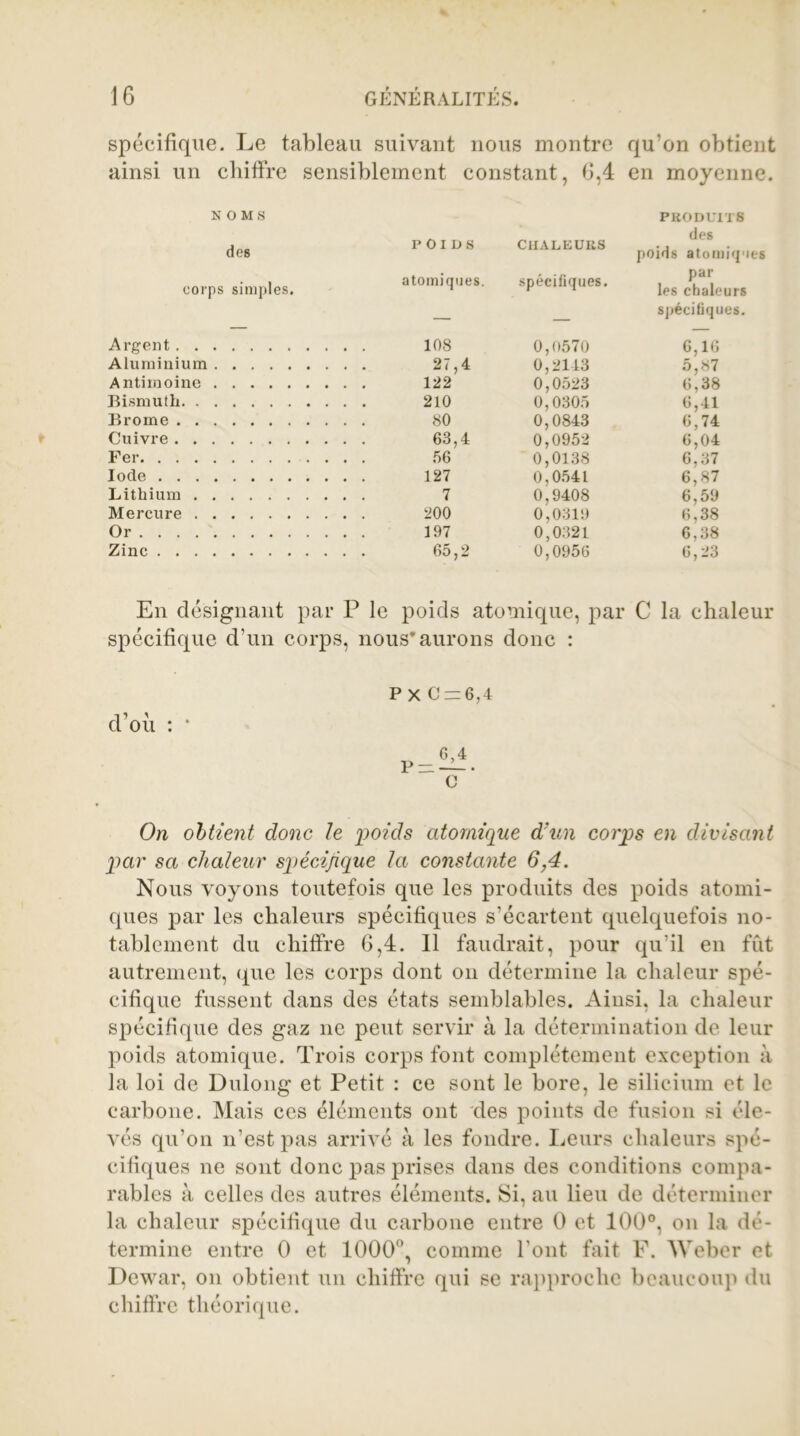 16 GÉNÉRALITÉS.
spécifique. Le tableau suivant nous montre qu'on obtient
ainsi un chiffre sensiblement constant, 6,4 en moyenne.
NOMS des corps simples. POIDS atomiques. CHALEURS spécifiques. PRODUITS des poids atomiques par les chaleurs spécifiques.
Argent . . . . . . . . . . . 108 0,0570 6,16
Aluminium . . . . . . . . . 27,4 0,2143 5,87
Antimoine . . . . . . . . . 122 0,0523 6,38
Bismuth. . . . . . . . . . . 210 0,0305 6,41
Brome . . . . . . . . . . . 80 0,0843 6,74
Cuivre . . . . . . . . . . . 63,4 0,0952 6,04
Fer. . . . . . . . . . . . . 56 0,0138 6,37
Iode . . . . . . . . . . . . 127 0,0541 6,87
Lithium . . . . . . . . . . 7 0,9408 6,59
Mercure . . . . . . . . . . 200 0,0319 6,38
Or . . . . . . . . . . . . . 197 0,0321 6,38
Zinc . . . . . . . . . . . . 65,2 0,0956 6,23
En désignant par P le poids atomique, par C la chaleur
spécifique d'un corps, nous aurons donc :
P X C = 6,4
d'où :
P = 6,4/C.
On obtient donc le poids atomique d'un corps en divisant
par sa chaleur spécifique la constante 6,4.
Nous voyons toutefois que les produits des poids atomi-
ques par les chaleurs spécifiques s'écartent quelquefois no-
tablement du chiffre 6,4. Il faudrait, pour qu'il en fût
autrement, que les corps dont on détermine la chaleur spé-
cifique fussent dans des états semblables. Ainsi, la chaleur
spécifique des gaz ne peut servir à la détermination de leur
poids atomique. Trois corps font complétement exception à
la loi de Dulong et Petit : ce sont le bore, le silicium et le
carbone. Mais ces éléments ont des points de fusion si éle-
vés qu'on n'est pas arrivé à les fondre. Leurs chaleurs spé-
cifiques ne sont donc pas prises dans des conditions compa-
rables à celles des autres éléments. Si, au lieu de déterminer
la chaleur spécifique du carbone entre 0 et 100°, on la dé-
termine entre 0 et 1000°, comme l'ont fait F. Weber et
Dewar, on obtient un chiffre qui se rapproche beaucoup du
chiffre théorique.